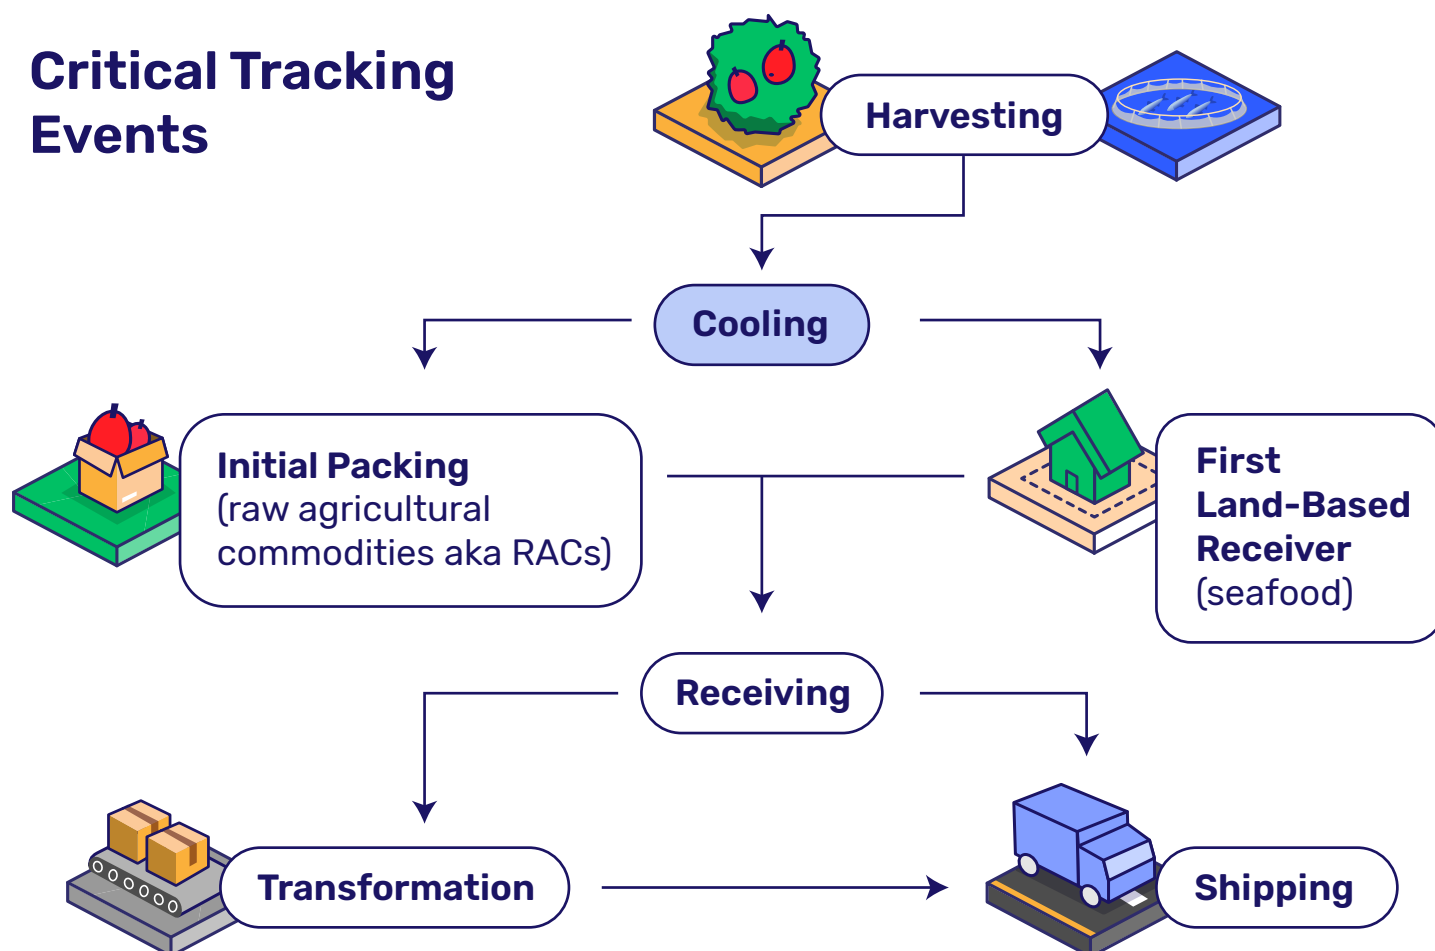 Critical Tracking
Events
Harvesting
Cooling
Initial Packing
(raw agricultural
commodities aka RACs)
First
Land-Based
Receiver
(seafood)
Receiving
Transformation
Shipping